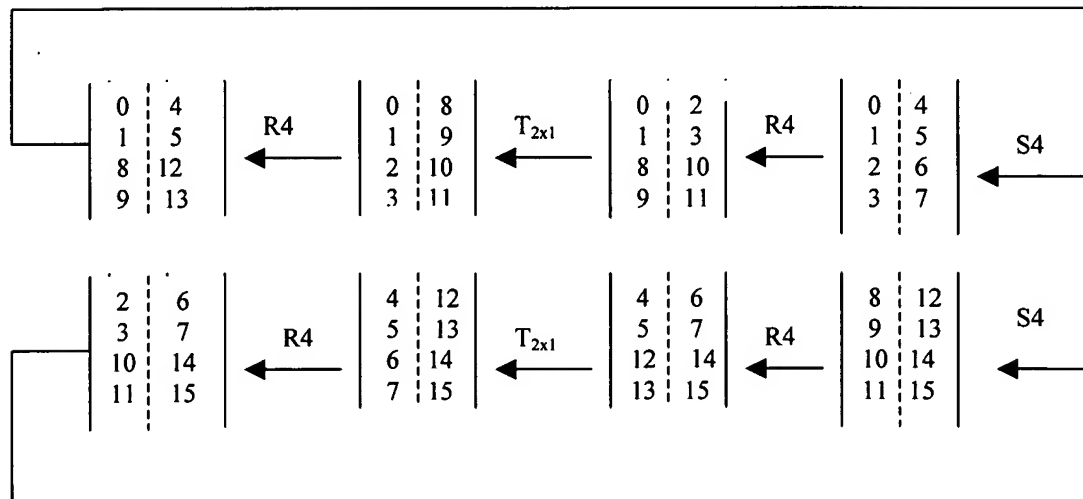 0 4 0 8 0 2 0 4
1 5 R4 1 9 T2x1 1 3 R4 1 5 S4
8 12 2 10 8 10 2 6
9 13 3 11 9 11 3 7
2 6 4 12 4 6 8 12
3 7 R4 5 13 T2x1 5 7 R4 9 13 S4
10 14 6 14 12 14 10 14
11 15 7 15 13 15 11 15